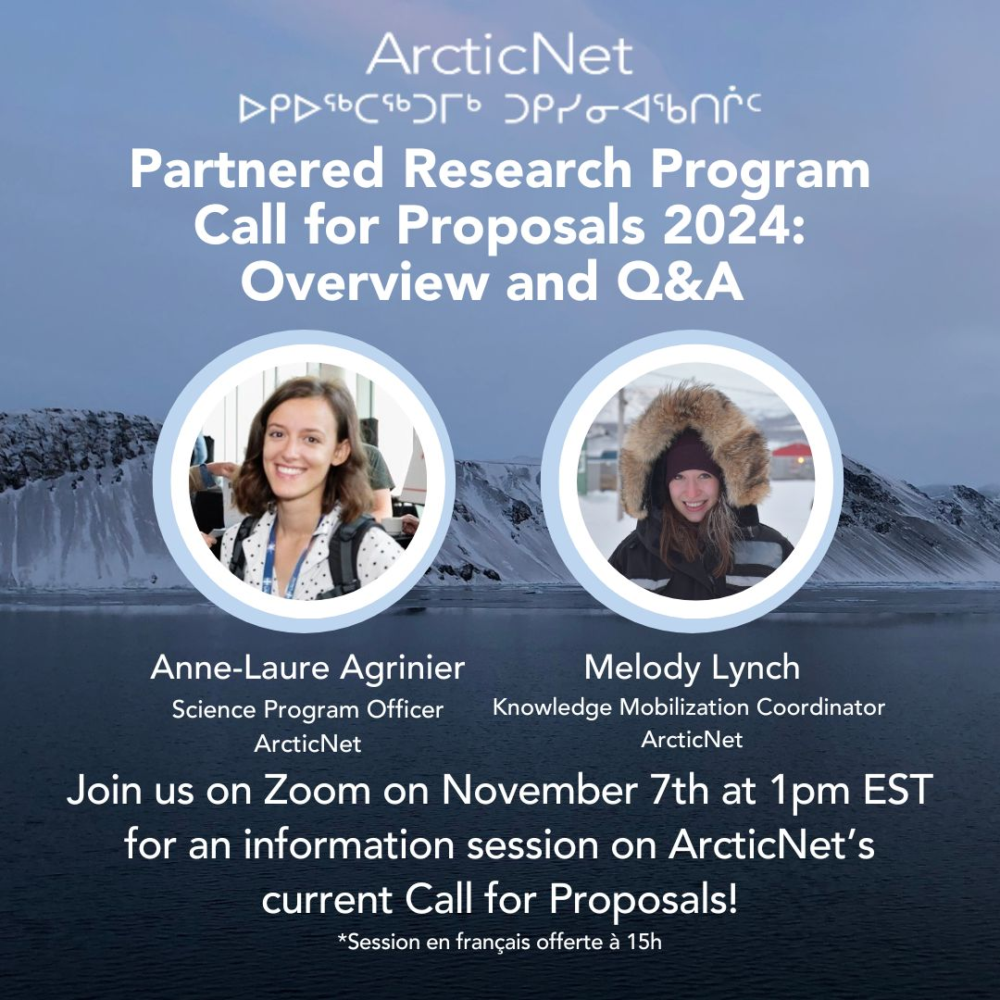 ArcticNet
ᐅᑭᐅᖅᑕᖅᑐᒥᒃ ᑐᑭᓯᓂᐊᖃᑎᒌᑦ
Partnered Research Program
Call for Proposals 2024:
Overview and Q&A
Anne-Laure Agrinier
Science Program Officer
ArcticNet
Melody Lynch
Knowledge Mobilization Coordinator
ArcticNet
Join us on Zoom on November 7th at 1pm EST
for an information session on ArcticNet’s
current Call for Proposals!
*Session en français offerte à 15h